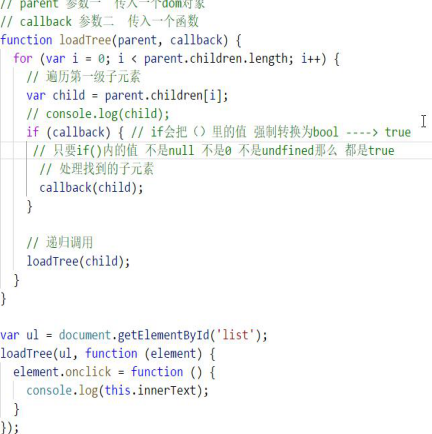 // parent 参数一  传入一个dom对象
// callback 参数二  传入一个函数
function loadTree(parent, callback) {
for (var i = 0; i < parent.children.length; i++) {
// 遍历第一级子元素
var child = parent.children[i];
// console.log(child);
if (callback) { // if会把（）里的值 强制转换为bool ----> true
// 只要if()内的值 不是null 不是0 不是undfined那么 都是true
// 处理找到的子元素
callback(child);
}
// 递归调用
loadTree(child);
}
}
var ul = document.getElementById('list');
loadTree(ul, function (element) {
element.onclick = function () {
console.log(this.innerText);
}
});